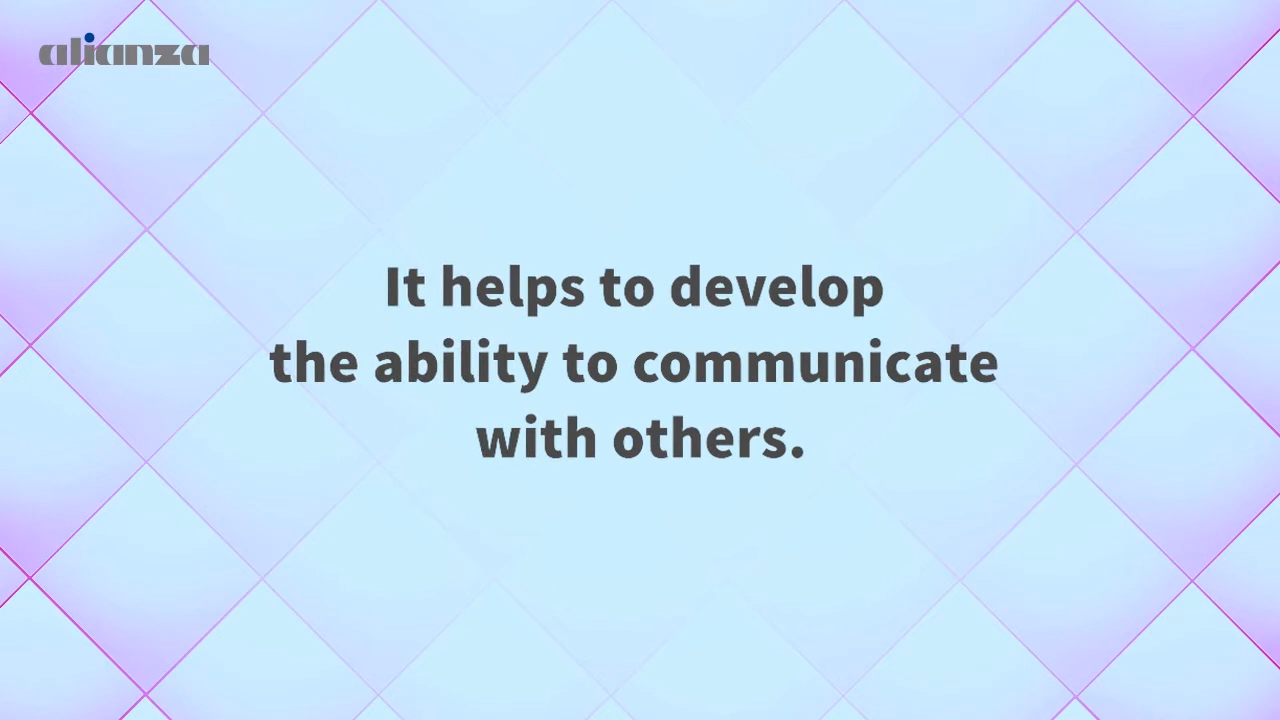 alianza
It helps to develop
the ability to communicate
with others.